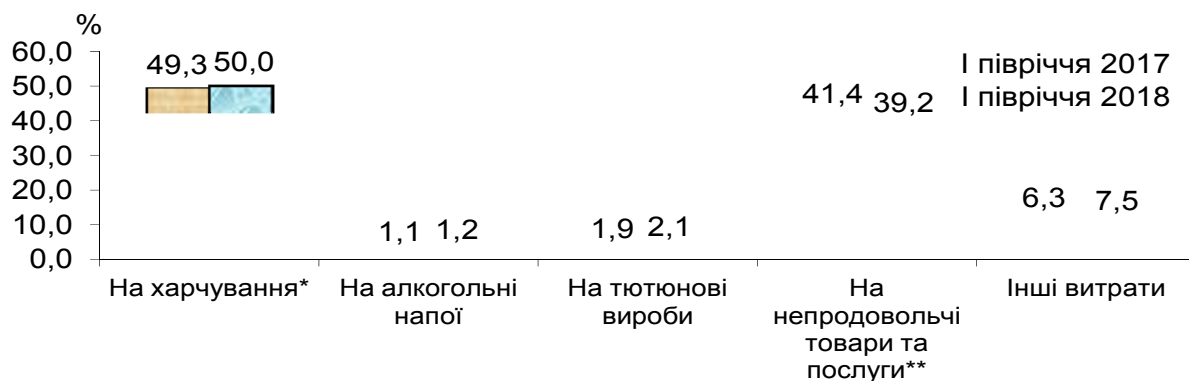 %
60,0
50,0
40,0
30,0
20,0
10,0
0,0
49,3 50,0
1,1 1,2
1,9 2,1
41,4 39,2
6,3 7,5
І півріччя 2017
І півріччя 2018
На харчування*
На алкогольні
напої
На тютюнові
вироби
На
непродовольчі
товари та
послуги**
Інші витрати